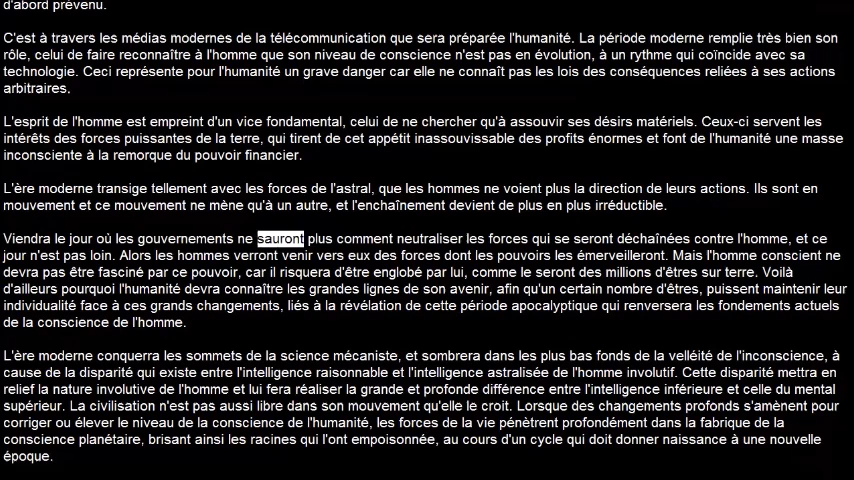 d'abord prévenu.
C'est à travers les médias modernes de la télécommunication que sera préparée l'humanité. La période moderne remplie très bien son
rôle, celui de faire reconnaître à l'homme que son niveau de conscience n'est pas en évolution, à un rythme qui coïncide avec sa
technologie. Ceci représente pour l'humanité un grave danger car elle ne connaît pas les lois des conséquences reliées à ses actions
arbitraires.
L'esprit de l'homme est empreint d'un vice fondamental, celui de ne chercher qu'à assouvir ses désirs matériels. Ceux-ci servent les
intérêts des forces puissantes de la terre, qui tirent de cet appétit inassouvissable des profits énormes et font de l'humanité une masse
inconsciente à la remorque du pouvoir financier.
L'ère moderne transige tellement avec les forces de l'astral, que les hommes ne voient plus la direction de leurs actions. Ils sont en
mouvement et ce mouvement ne mène qu'à un autre, et l'enchaînement devient de plus en plus irréductible.
Viendra le jour où les gouvernements ne sauront plus comment neutraliser les forces qui se seront déchaînées contre l'homme, et ce
jour n'est pas loin. Alors les hommes verront venir vers eux des forces dont les pouvoirs les émerveilleront. Mais l'homme conscient ne
devra pas être fasciné par ce pouvoir, car il risquera d'être englobé par lui, comme le seront des millions d'êtres sur terre. Voilà
d'ailleurs pourquoi l'humanité devra connaître les grandes lignes de son avenir, afin qu'un certain nombre d'êtres, puissent maintenir leur
individualité face à ces grands changements, liés à la révélation de cette période apocalyptique qui renversera les fondements actuels
de la conscience de l'homme.
L'ère moderne conquerra les sommets de la science mécaniste, et sombrera dans les plus bas fonds de la velléité de l'inconscience, à
cause de la disparité qui existe entre l'intelligence raisonnable et l'intelligence astralisée de l'homme involutif. Cette disparité mettra en
relief la nature involutive de l'homme et lui fera réaliser la grande et profonde différence entre l'intelligence inférieure et celle du mental
supérieur. La civilisation n'est pas aussi libre dans son mouvement qu'elle le croit. Lorsque des changements profonds s'amènent pour
corriger ou élever le niveau de la conscience de l'humanité, les forces de la vie pénètrent profondément dans la fabrique de la
conscience planétaire, brisant ainsi les racines qui l'ont empoisonnée, au cours d'un cycle qui doit donner naissance à une nouvelle
époque.